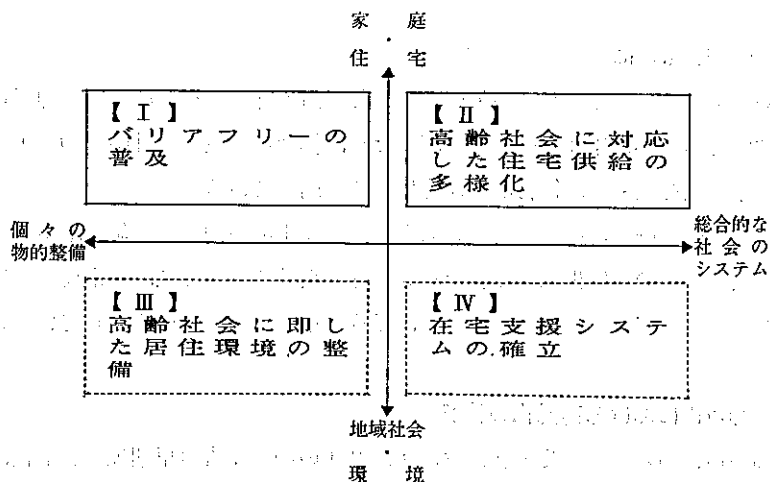 家庭
・
住宅
【Ⅰ】
バリアフリーの
普及
【Ⅱ】
高齢社会に対応
した住宅供給の
多様化
個々の
物的整備
総合的な
社会の
システム
【Ⅲ】
高齢社会に即し
た居住環境の整
備
【Ⅳ】
在宅支援システ
ムの確立
地域社会
・
環境